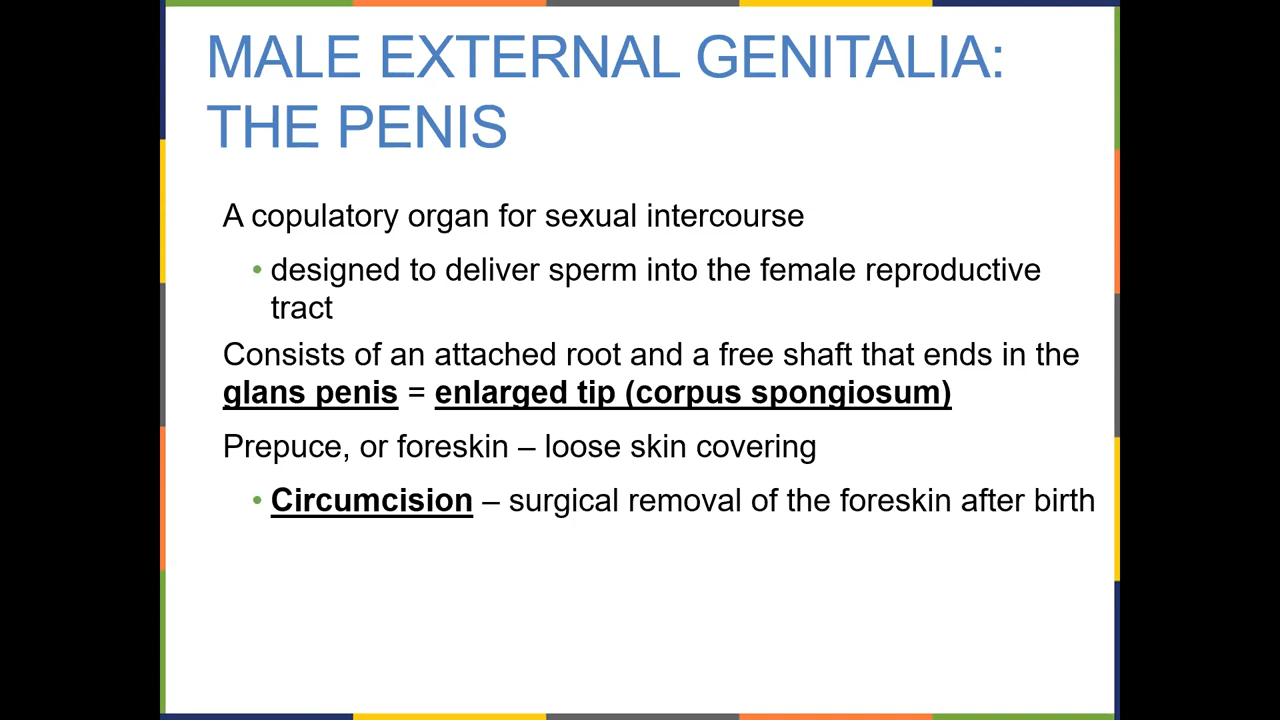 MALE EXTERNAL GENITALIA:
THE PENIS
A copulatory organ for sexual intercourse
• designed to deliver sperm into the female reproductive
tract
Consists of an attached root and a free shaft that ends in the
glans penis = enlarged tip (corpus spongiosum)
Prepuce, or foreskin – loose skin covering
• Circumcision – surgical removal of the foreskin after birth